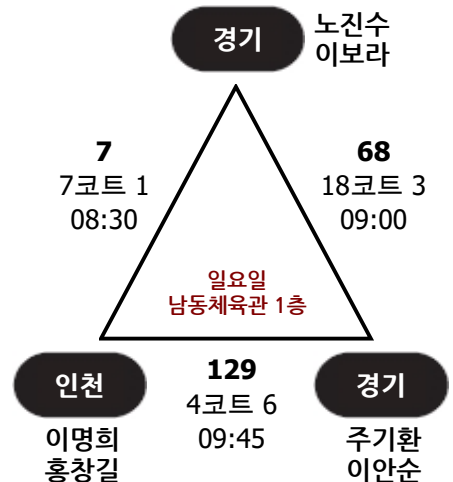 경기
노진수
이보라
7
7코트 1
08:30
68
18코트 3
09:00
일요일
남동체육관 1층
인천
이명희
홍창길
129
4코트 6
09:45
경기
주기환
이안순